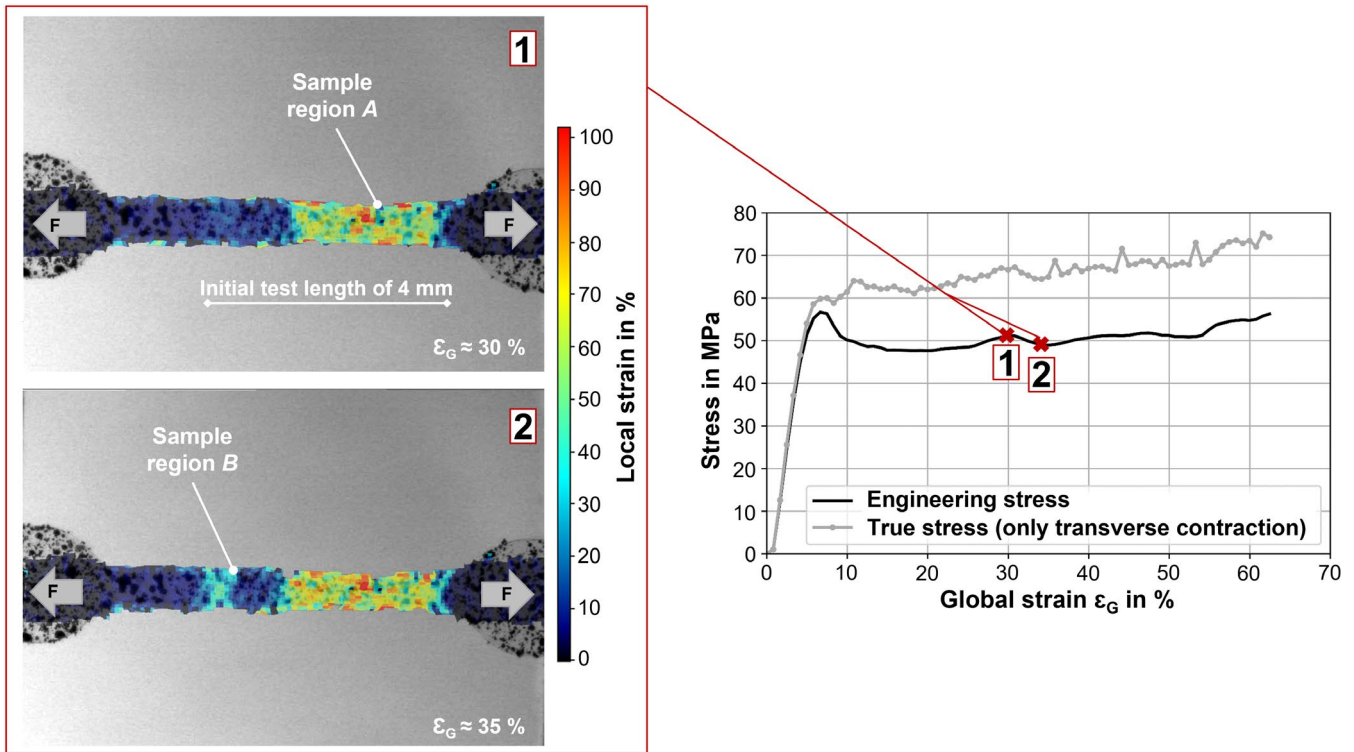 1
Sample
region A
F
F
Initial test length of 4 mm
εG ≈ 30 %
2
Sample
region B
F
F
εG ≈ 35 %
100
90
80
70
60
50
40
30
20
10
0
Local strain in %
80
70
60
50
40
30
20
10
0
Stress in MPa
1
2
Engineering stress
True stress (only transverse contraction)
0 10 20 30 40 50 60 70
Global strain εG in %